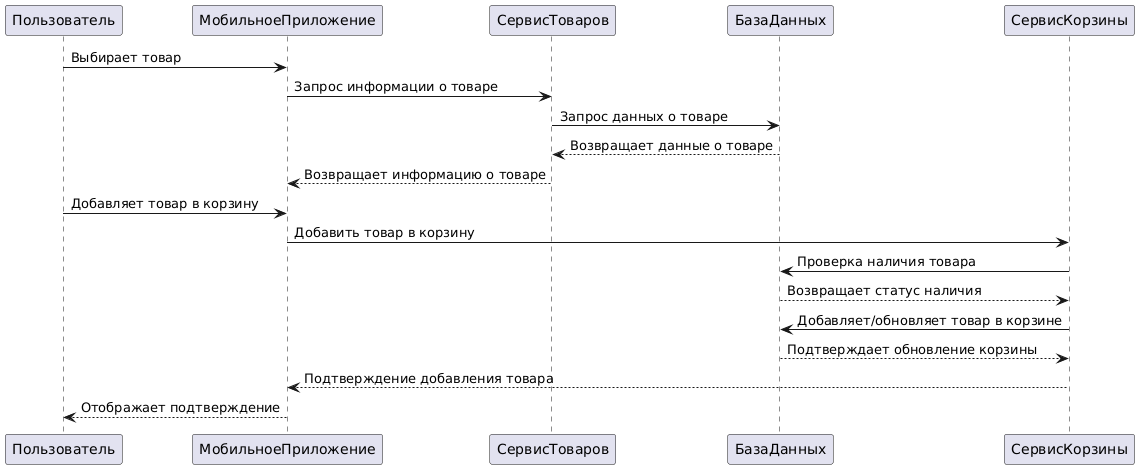 Пользователь
МобильноеПриложение
СервисТоваров
БазаДанных
СервисКорзины
Выбирает товар
Запрос информации о товаре
Запрос данных о товаре
Возвращает данные о товаре
Возвращает информацию о товаре
Добавляет товар в корзину
Добавить товар в корзину
Проверка наличия товара
Возвращает статус наличия
Добавляет/обновляет товар в корзине
Подтверждает обновление корзины
Подтверждение добавления товара
Отображает подтверждение
Пользователь
МобильноеПриложение
СервисТоваров
БазаДанных
СервисКорзины